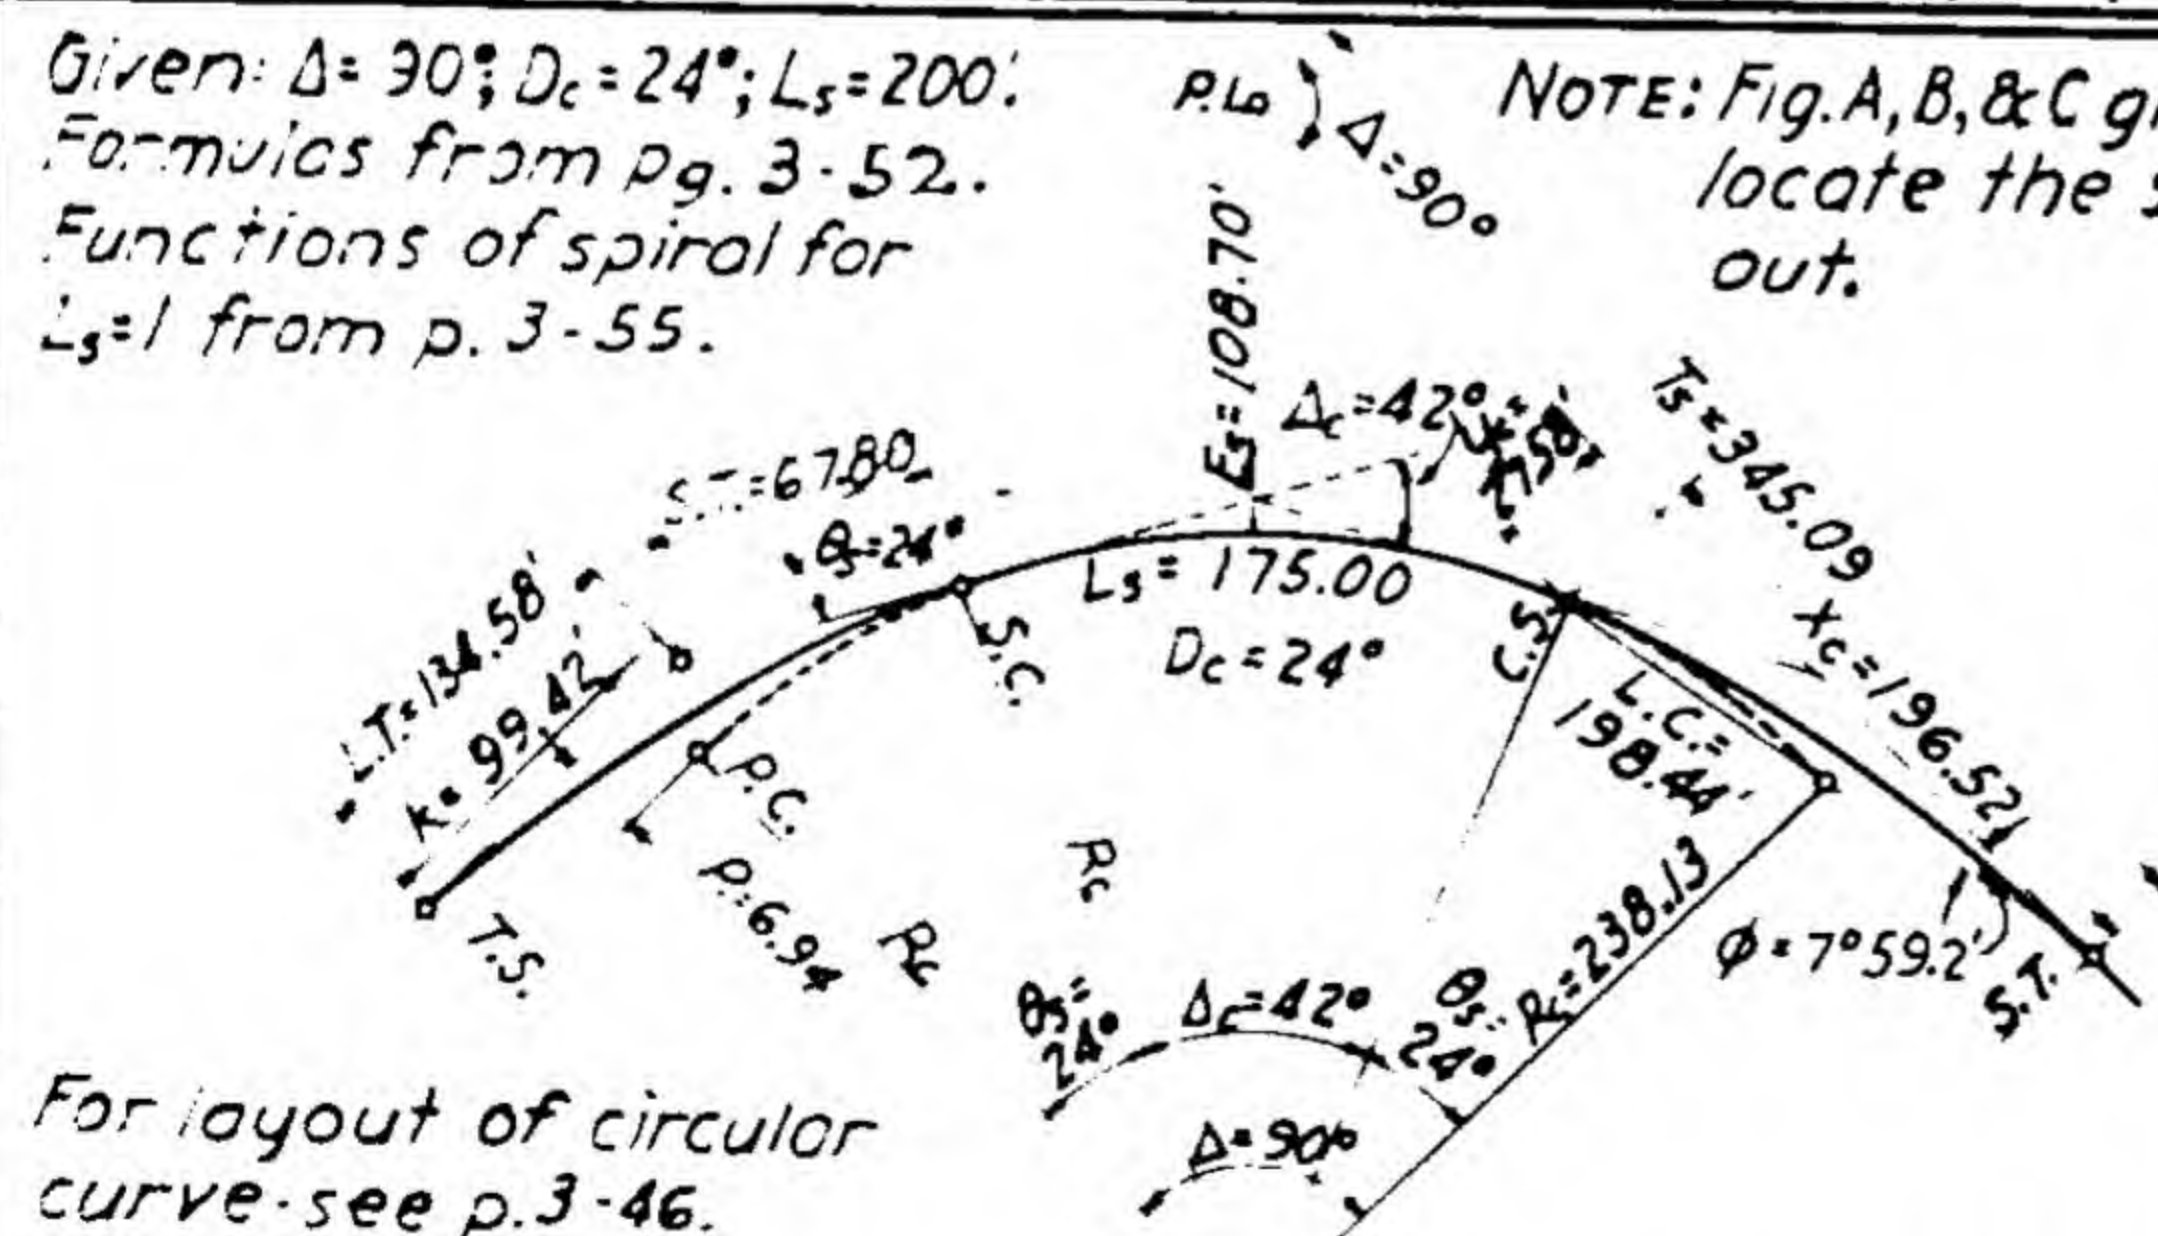 Given: Δ = 90°; Dc = 24°; Ls = 200'.
Formulas from pg. 3-52.
Functions of spiral for
Ls = 1 from p. 3-55.
Δ = 90°
NOTE: Fig. A, B, & C
locate the
out.
Es = 108.70'
Δc = 42°
Ts = 345.09
S.T. = 67.80
θs = 24°
L.T. = 134.58'
k = 99.42'
Ls = 175.00
Dc = 24°
S.C.
C.S.
Xc = 196.52
L.C. =
198.44'
P.C.
P = 6.94
T.S.
Rc
Rc
Rc = 238.13
φ = 7°59.2'
S.T.
θs =
24°
Δc = 42°
θs =
24°
Δ = 90°
For layout of circular
curve - see p. 3-46.